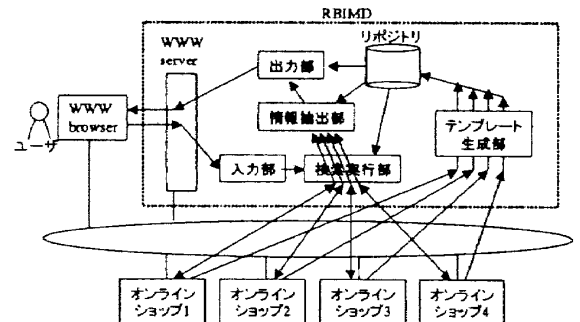 RBIMD
WWW
server
リポジトリ
出力部
WWW
browser
ユーザ
情報抽出部
テンプレート
生成部
入力部
検索実行部
オンライン
ショップ1
オンライン
ショップ2
オンライン
ショップ3
オンライン
ショップ4